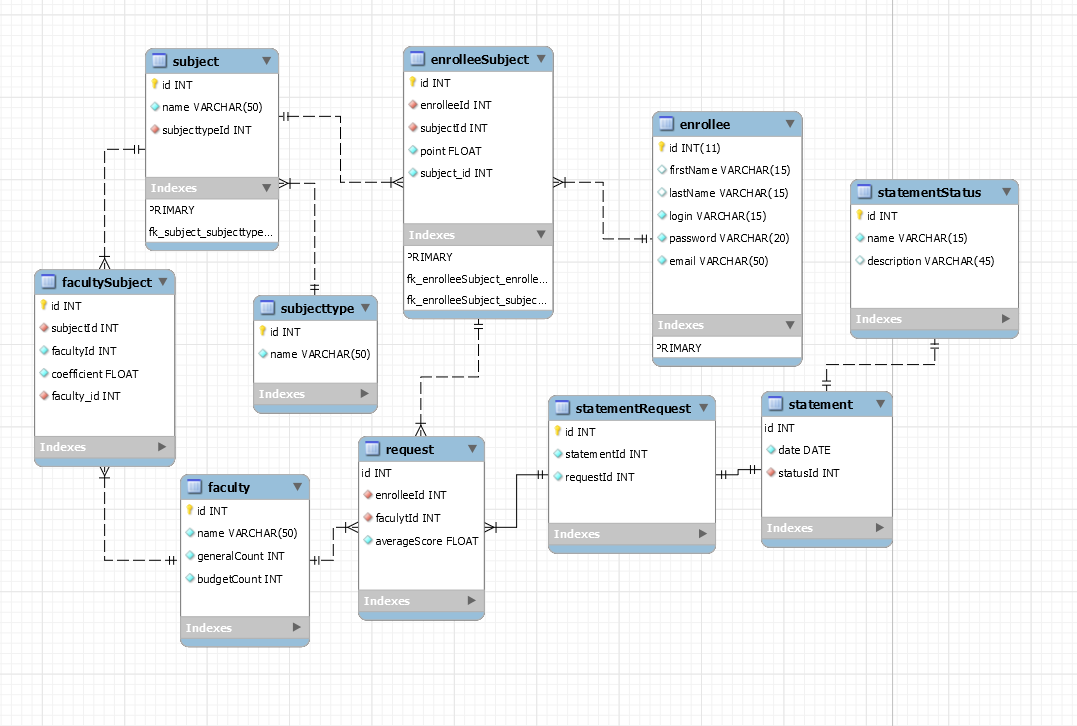 subject
id INT
name VARCHAR(50)
subjecttypeId INT
Indexes
PRIMARY
fk_subject_subjecttype...
enrolleeSubject
id INT
enrolleeId INT
subjectId INT
point FLOAT
subject_id INT
Indexes
PRIMARY
fk_enrolleeSubject_enrolle...
fk_enrolleeSubject_subjec...
enrollee
id INT(11)
firstName VARCHAR(15)
lastName VARCHAR(15)
login VARCHAR(15)
password VARCHAR(20)
email VARCHAR(50)
Indexes
PRIMARY
statementStatus
id INT
name VARCHAR(15)
description VARCHAR(45)
Indexes
facultySubject
id INT
subjectId INT
facultyId INT
coefficient FLOAT
faculty_id INT
Indexes
subjecttype
id INT
name VARCHAR(50)
Indexes
statementRequest
id INT
statementId INT
requestId INT
Indexes
statement
id INT
date DATE
statusId INT
Indexes
request
id INT
enrolleeId INT
faculytId INT
averageScore FLOAT
Indexes
faculty
id INT
name VARCHAR(50)
generalCount INT
budgetCount INT
Indexes